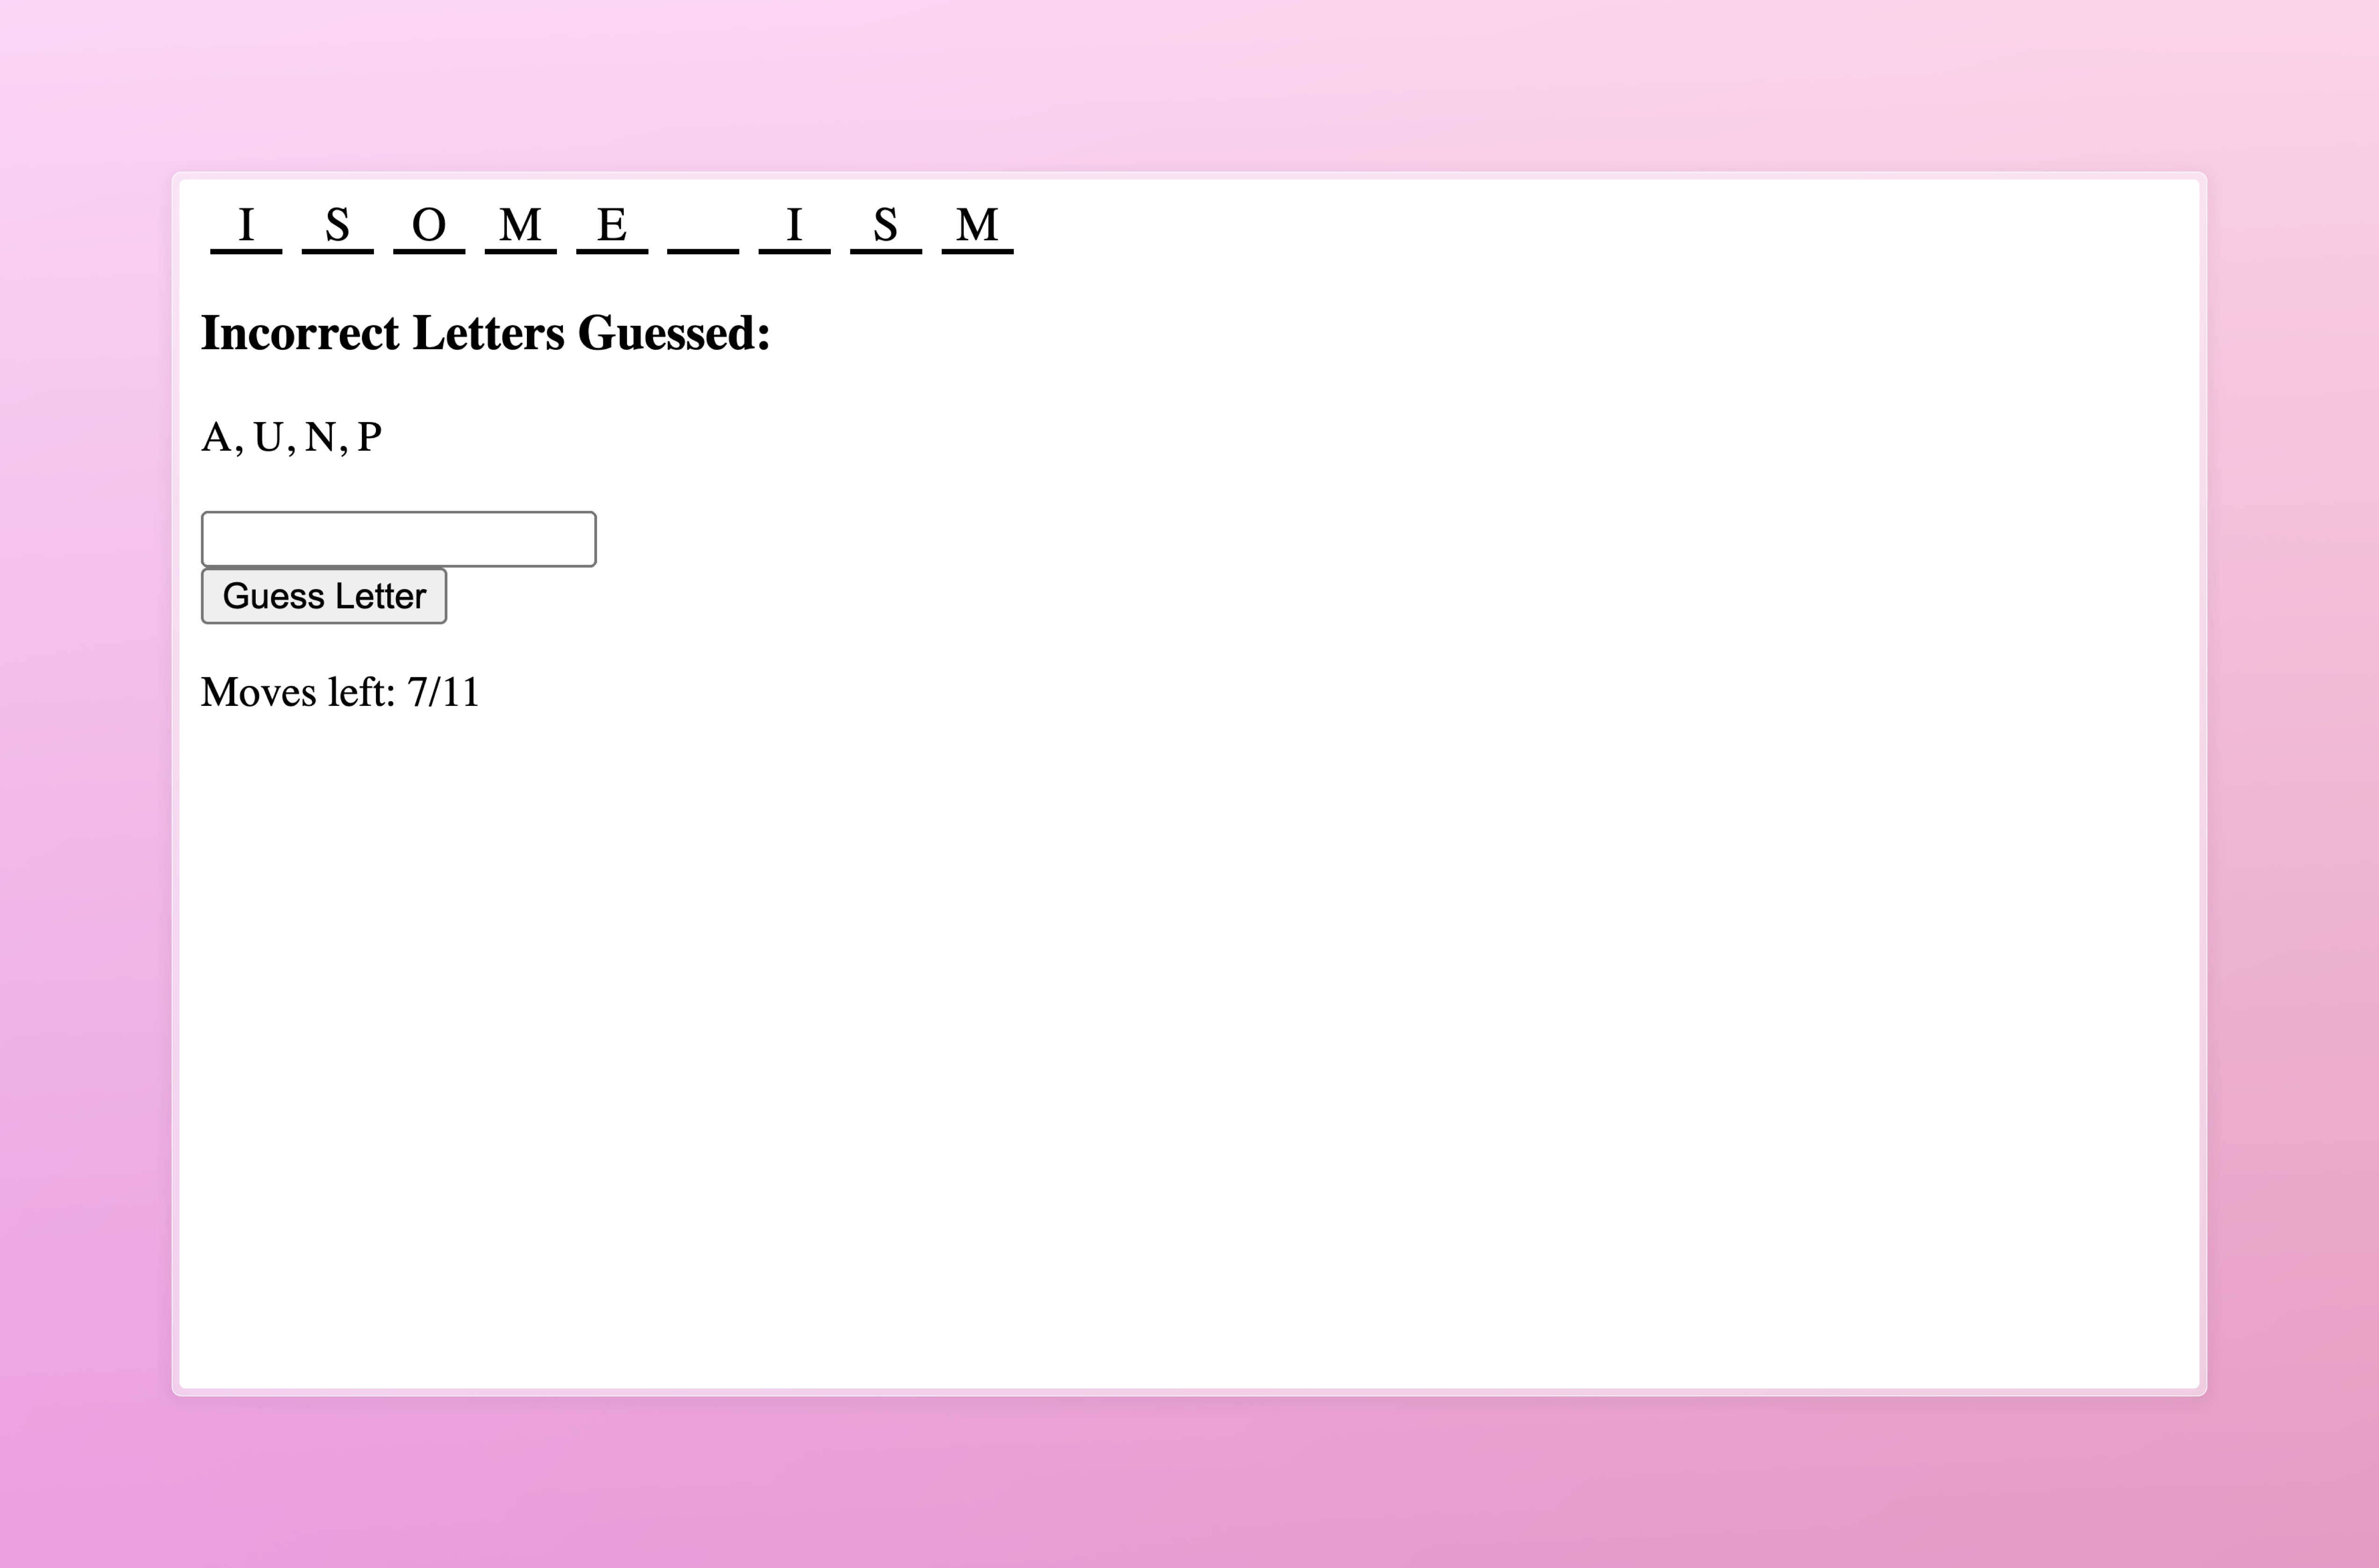 I S O M E _ I S M
Incorrect Letters Guessed:
A, U, N, P
Guess Letter
Moves left: 7/11